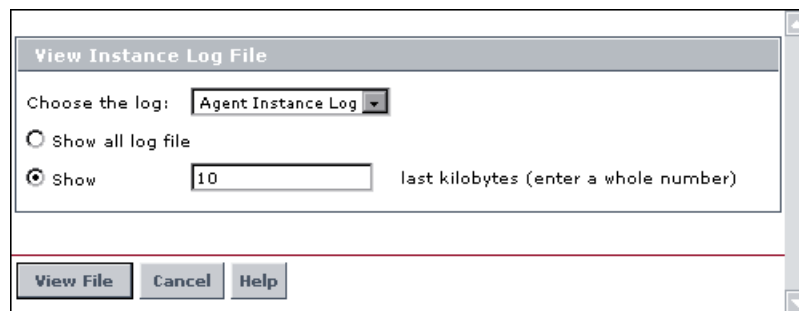 View Instance Log File
Choose the log: Agent Instance Log
Show all log file
Show 10 last kilobytes (enter a whole number)
View File Cancel Help